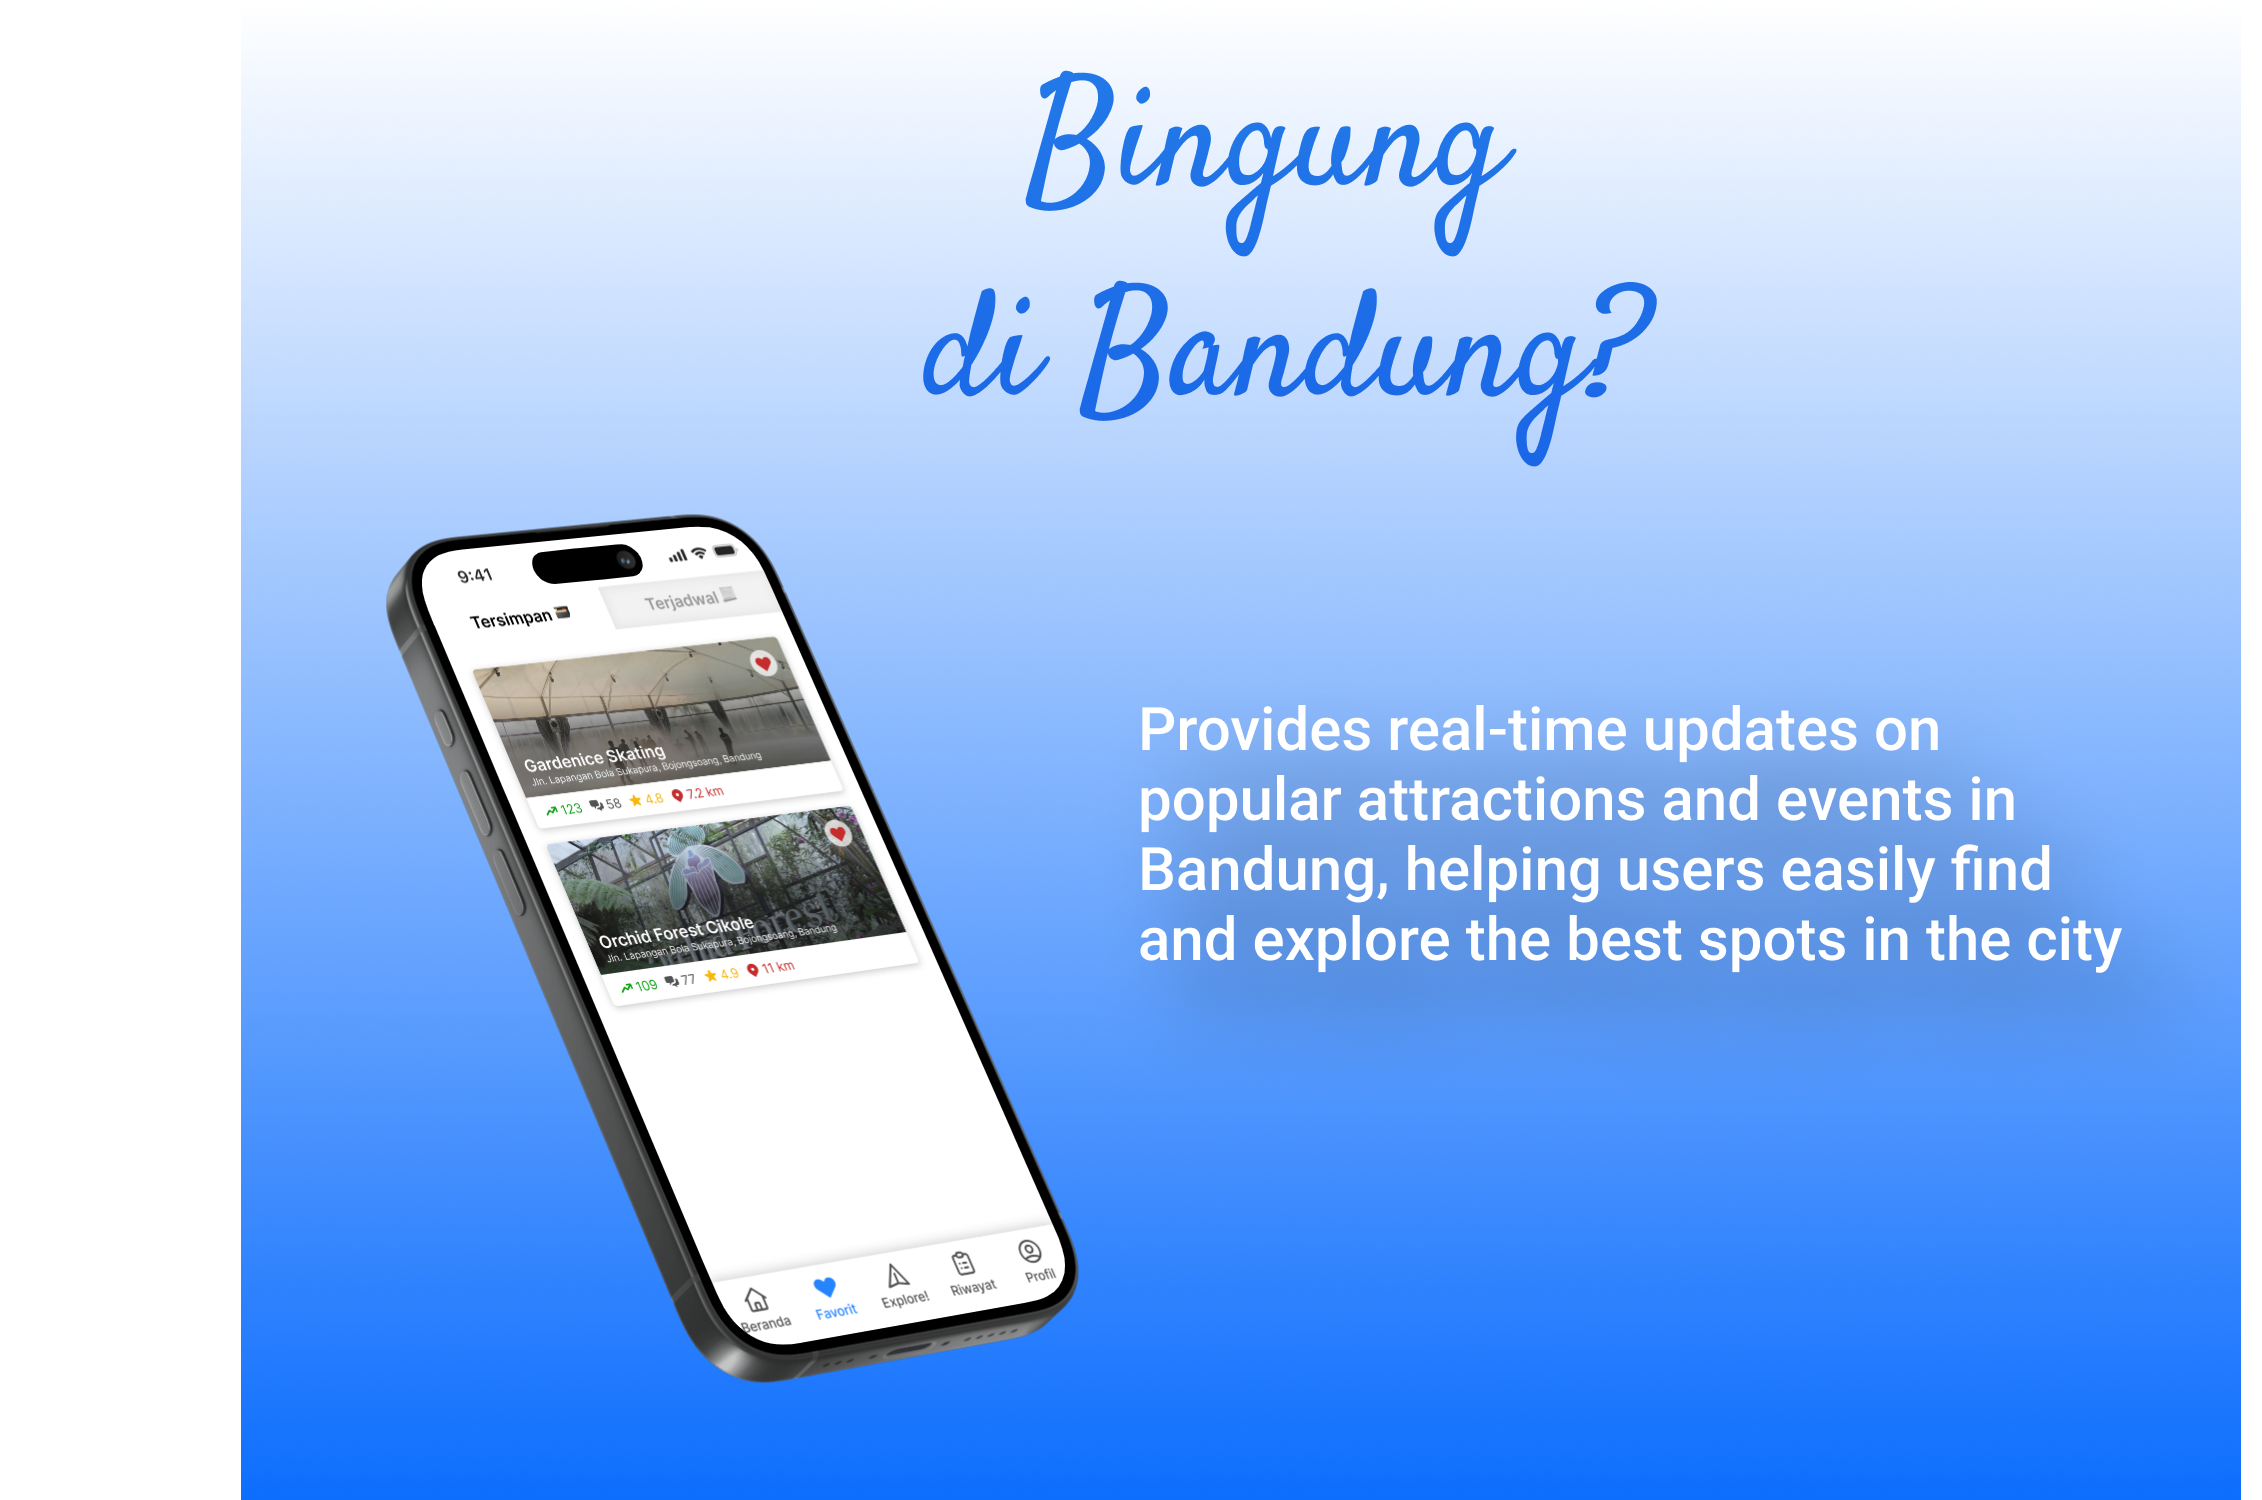 Bingung
di Bandung?
9:41
Tersimpan
Terjadwal
Gardenice Skating
Jln. Lapangan Bola Sukapura, Bojongsoang, Bandung
123 58 4.8 7.2 km
Orchid Forest Cikole
Jln. Lapangan Bola Sukapura, Bojongsoang, Bandung
109 77 4.9 11 km
Beranda Favorit Explore! Riwayat Profil
Provides real-time updates on
popular attractions and events in
Bandung, helping users easily find
and explore the best spots in the city